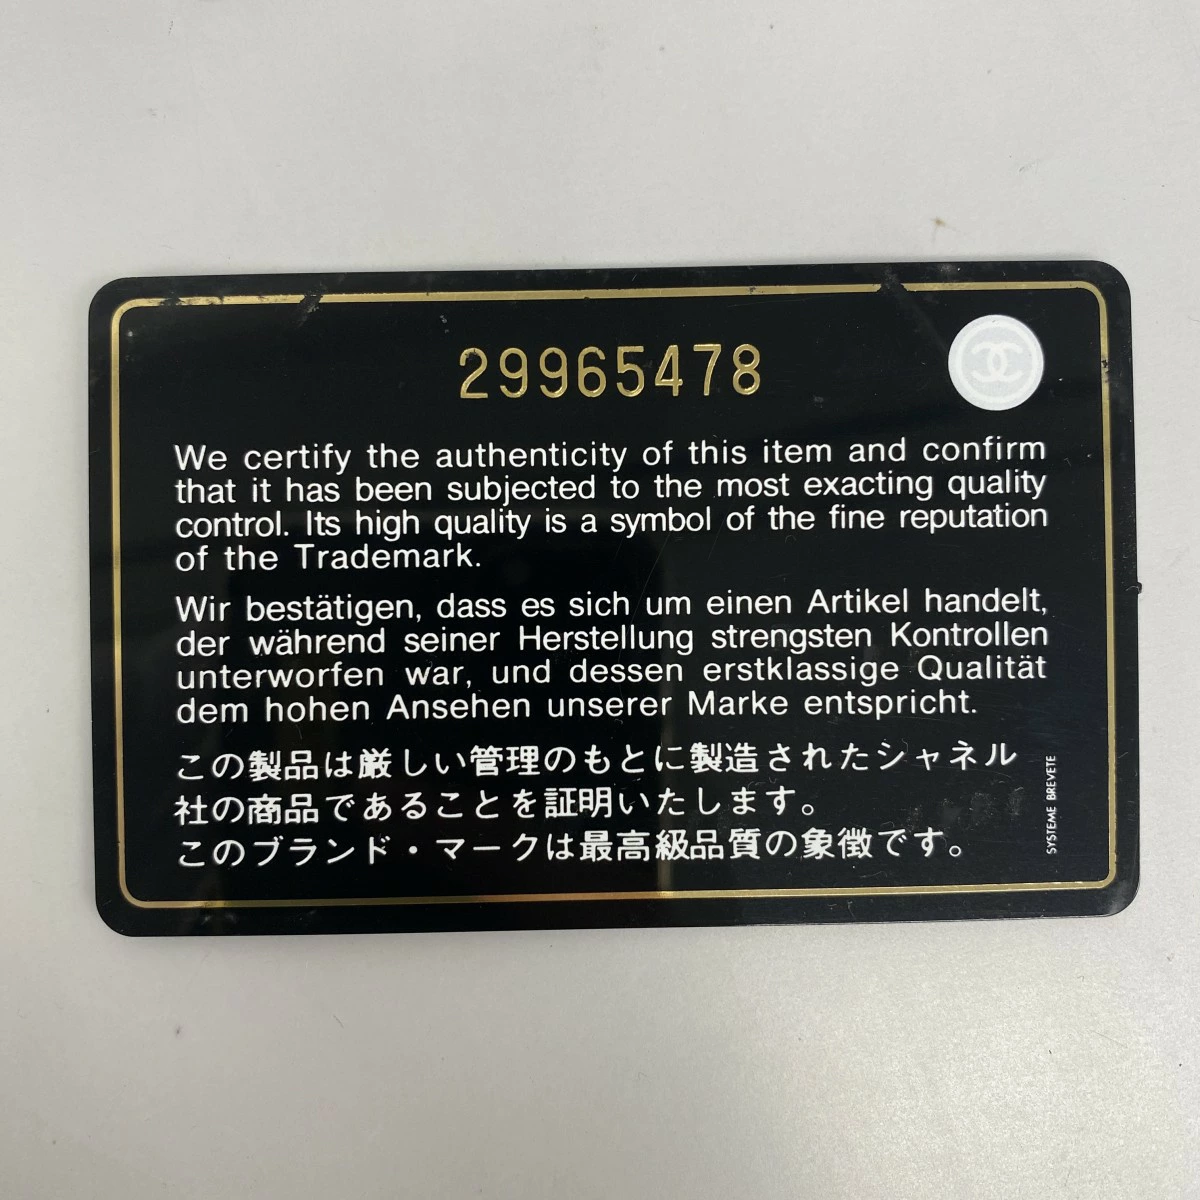 29965478
We certify the authenticity of this item and confirm
that it has been subjected to the most exacting quality
control. Its high quality is a symbol of the fine reputation
of the Trademark.
Wir bestätigen, dass es sich um einen Artikel handelt,
der während seiner Herstellung strengsten Kontrollen
unterworfen war, und dessen erstklassige Qualität
dem hohen Ansehen unserer Marke entspricht.
この製品は厳しい管理のもとに製造されたシャネル
社の商品であることを証明いたします。
このブランド・マークは最高級品質の象徴です。
SYSTEME BREVETE